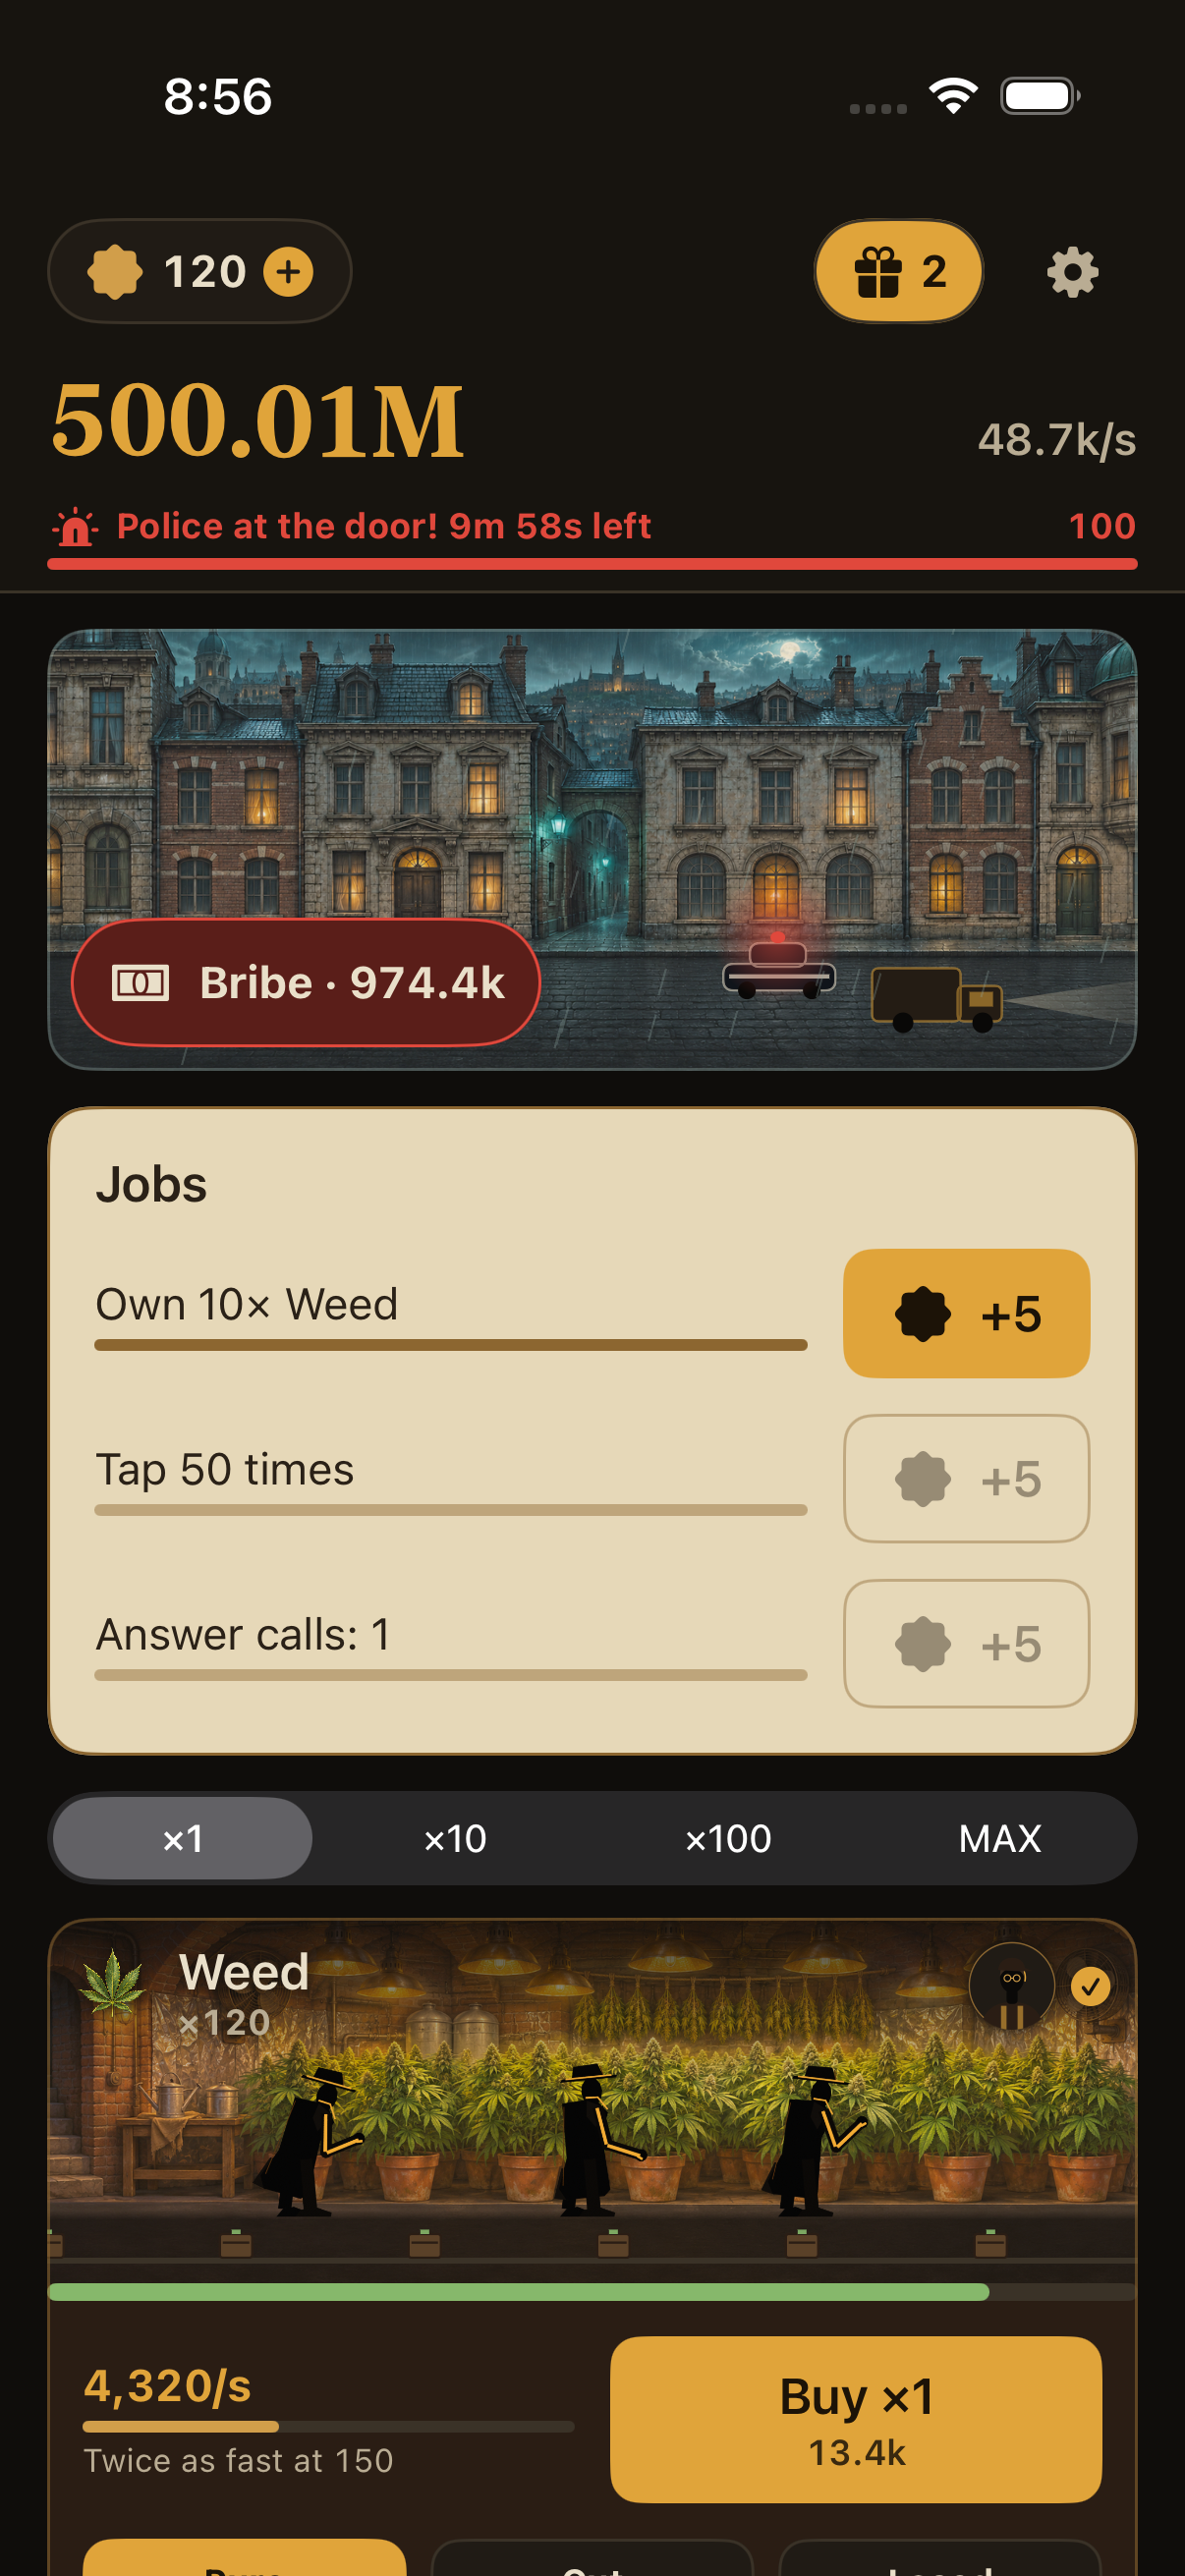 8:56
120
2
500.01M
48.7k/s
Police at the door! 9m 58s left
100
Bribe · 974.4k
Jobs
Own 10× Weed
+5
Tap 50 times
+5
Answer calls: 1
+5
×1
×10
×100
MAX
Weed
×120
4,320/s
Twice as fast at 150
Buy ×1
13.4k